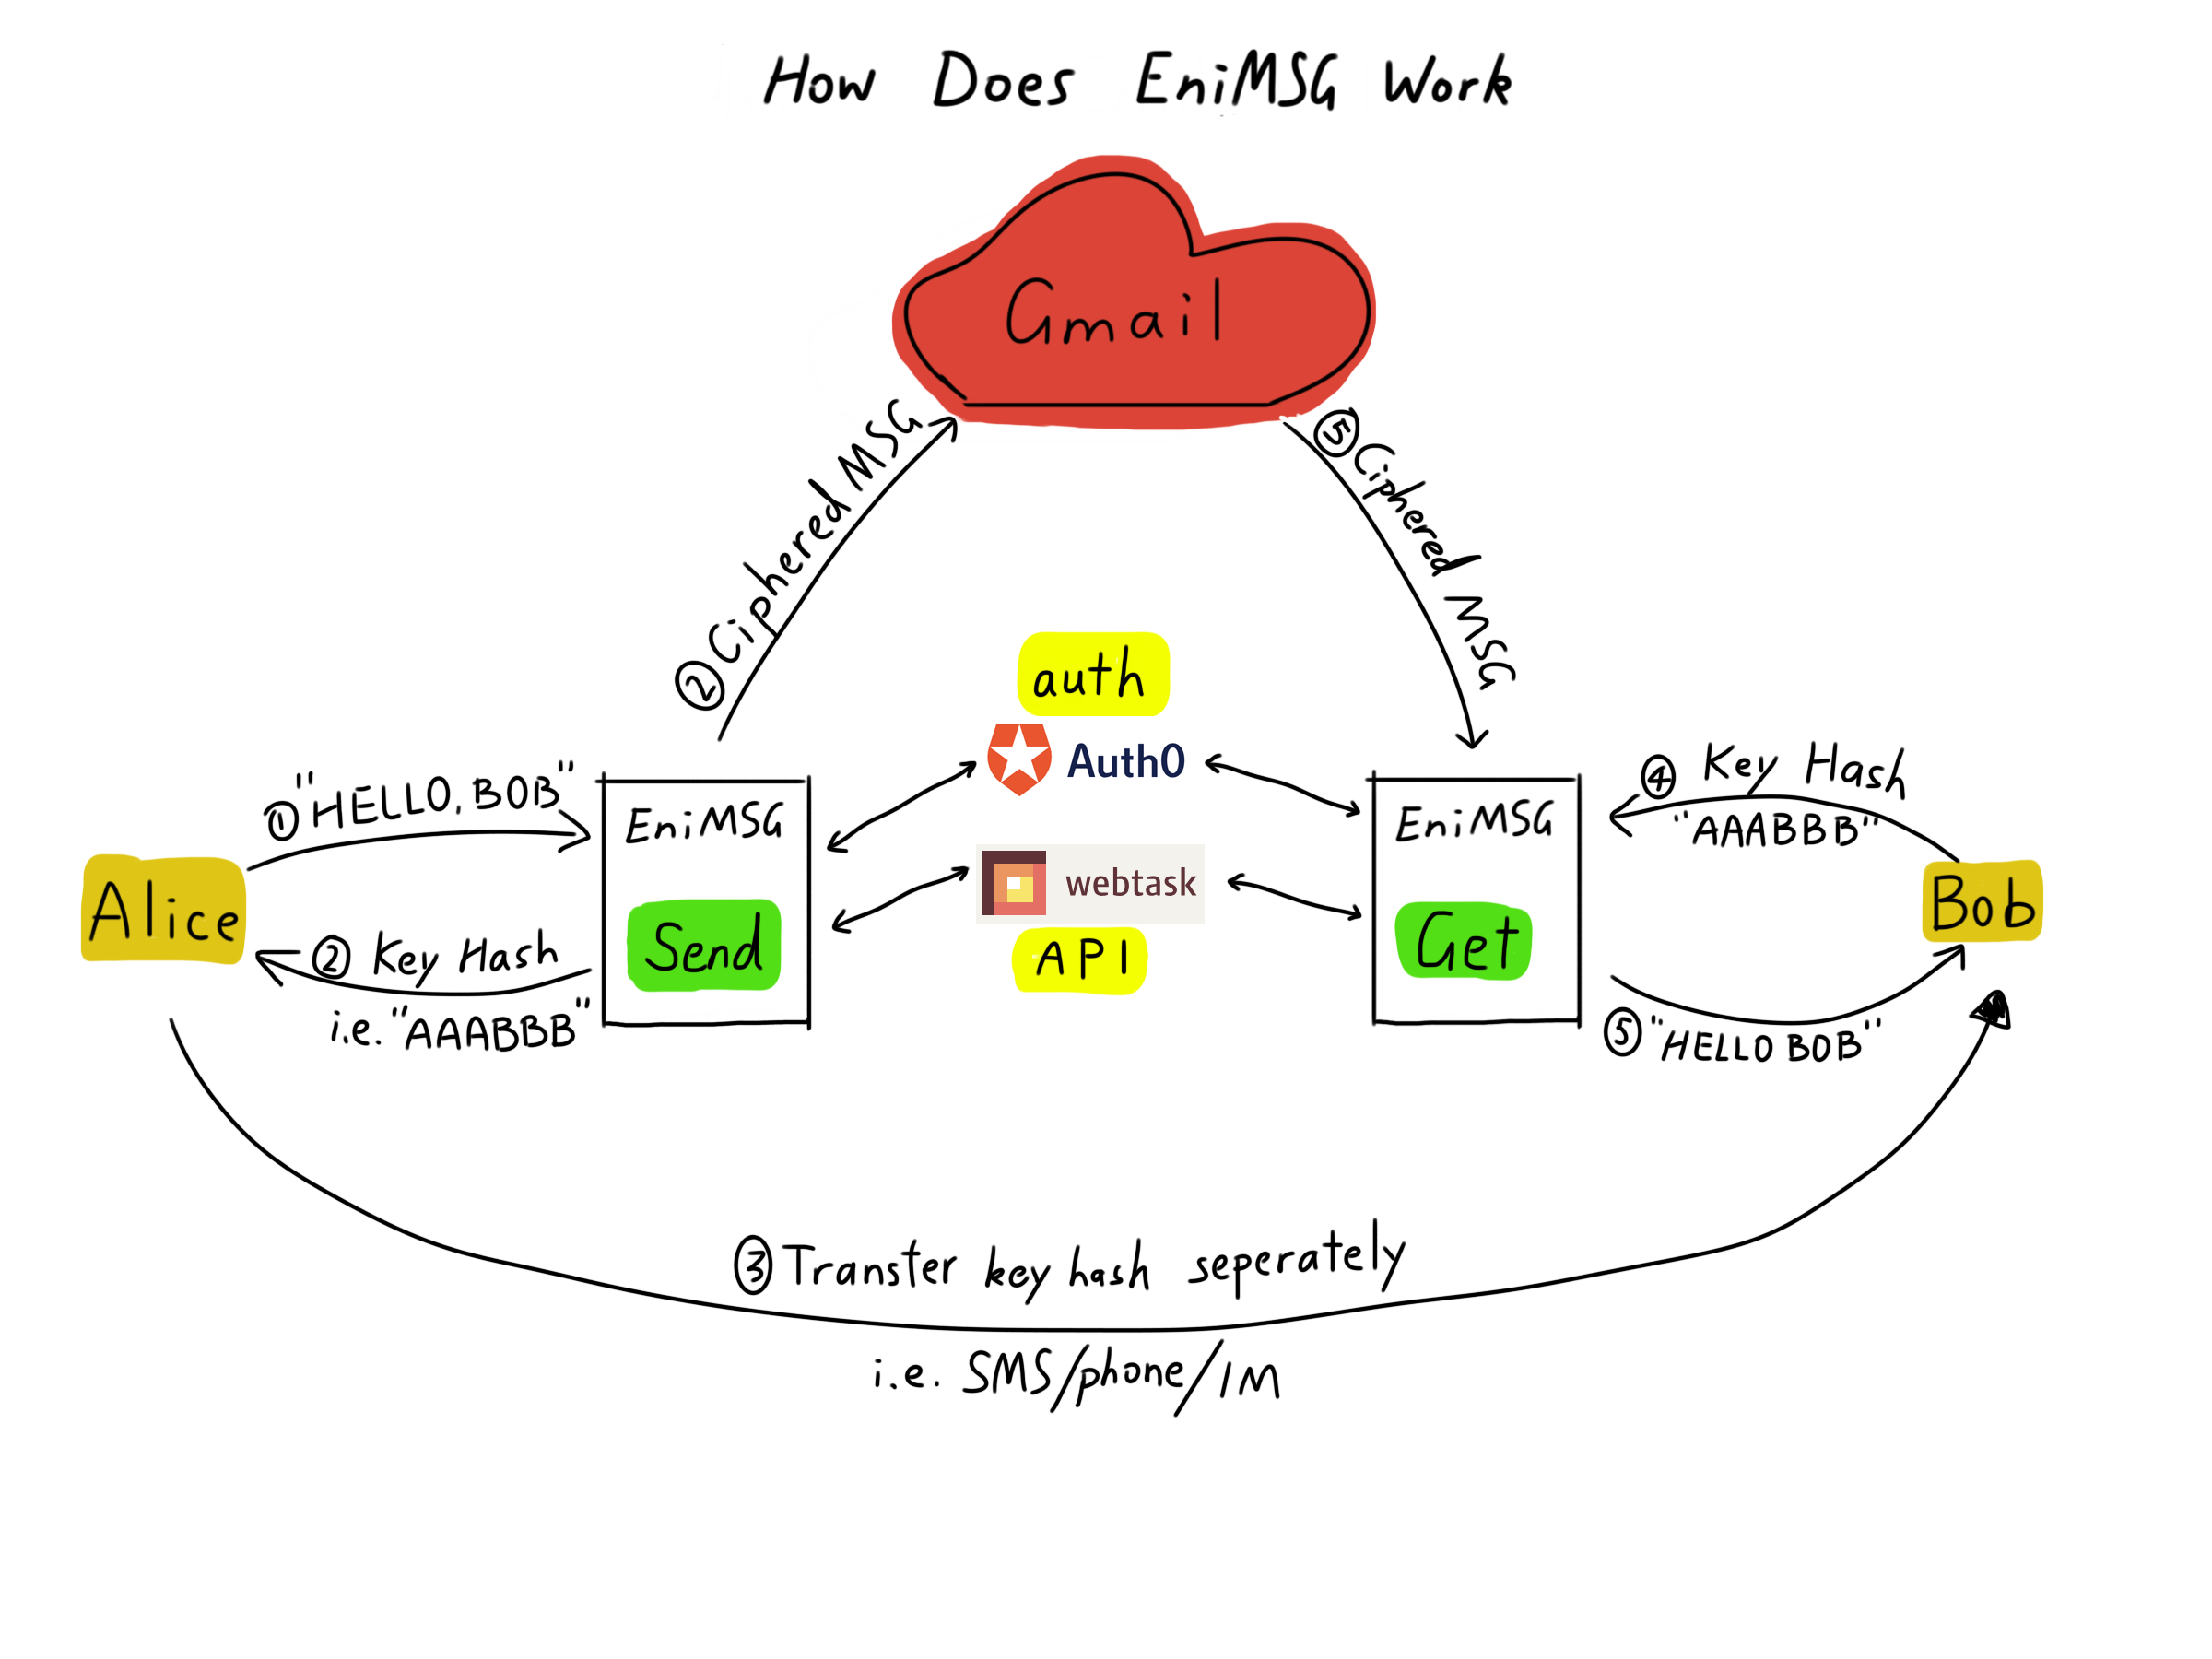 How Does EniMSG Work
Gmail
② Ciphered MSG
⑤ Ciphered MSG
auth
Auth0
webtask
API
① "HELLO, BOB"
EniMSG
Send
Alice
② Key Hash
i.e. "AAABBB"
EniMSG
Get
④ Key Hash
"AAABBB"
Bob
⑤ "HELLO BOB"
③ Transfer key hash seperately
i.e. SMS/phone/IM